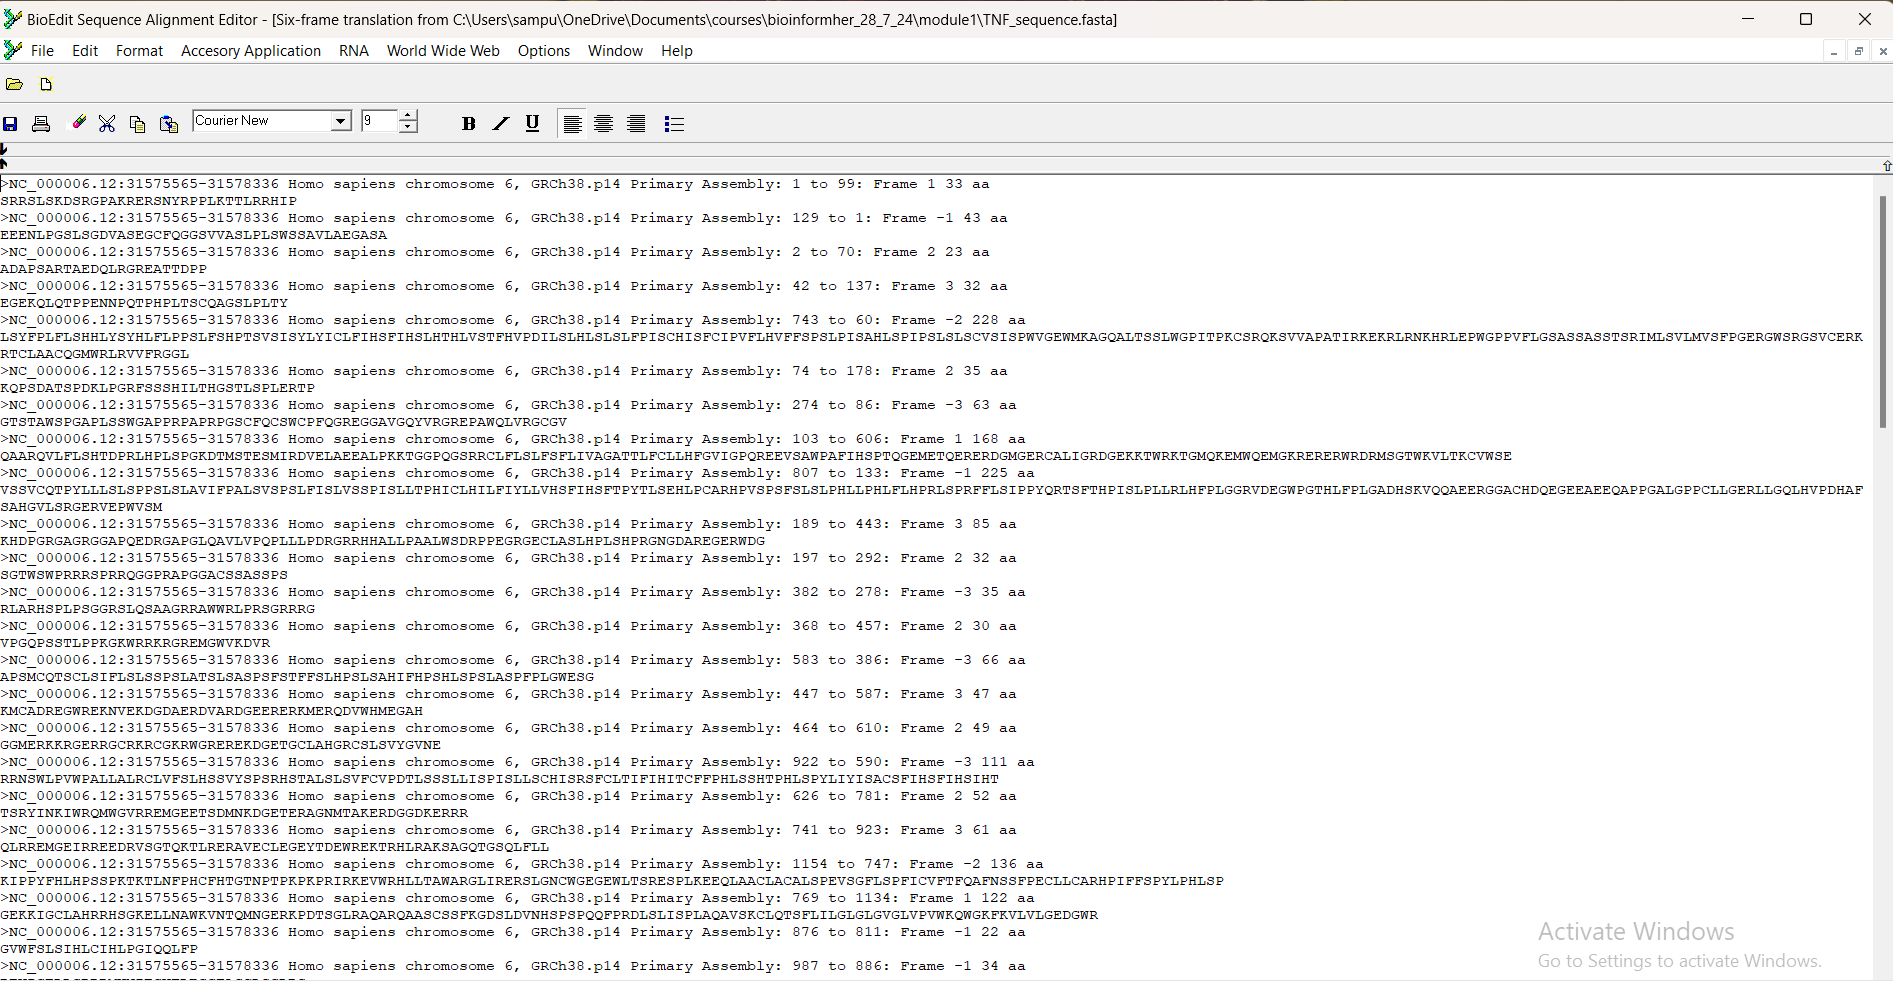 BioEdit Sequence Alignment Editor - [Six-frame translation from C:\Users\sampu\OneDrive\Documents\courses\bioinformher_28_7_24\module1\TNF_sequence.fasta]
File Edit Format Accesory Application RNA World Wide Web Options Window Help
Courier New 9 B I U
>NC_000006.12:31575565-31578336 Homo sapiens chromosome 6, GRCh38.p14 Primary Assembly: 1 to 99: Frame 1 33 aa
SRRSLSKDSRGPAKRERSNYRPPLKTTLRRHIP
>NC_000006.12:31575565-31578336 Homo sapiens chromosome 6, GRCh38.p14 Primary Assembly: 129 to 1: Frame -1 43 aa
EEENLPGSLSGDVASEGCFQGGSVVASLPLSWSSAVLAEGASA
>NC_000006.12:31575565-31578336 Homo sapiens chromosome 6, GRCh38.p14 Primary Assembly: 2 to 70: Frame 2 23 aa
ADAPSARTAEDQLRGREATTDPP
>NC_000006.12:31575565-31578336 Homo sapiens chromosome 6, GRCh38.p14 Primary Assembly: 42 to 137: Frame 3 32 aa
EGEKQLQTPPENNPQTPHPLTSCQAGSLPLTY
>NC_000006.12:31575565-31578336 Homo sapiens chromosome 6, GRCh38.p14 Primary Assembly: 743 to 60: Frame -2 228 aa
LSYFPLFLSHHLYSYHLFLPPSLFSHPTSVSISYLYICLFIHSFIHSLHTHLVSTFHVPDILSLHLSLSLFPISCHISFCIPVFLHVFFSPSLPISAHLSPIPSLSLSCVSISPWVGEWMKAGQALTSSLWGPITPKCSRQKSVVAPATIRKEKRLRNKHRLEPWGPPVFLGSASSASSTSRIMLSVLMVSFPGERGWSRGSVCERK
RTCLAACQGMWRLRVVFRGGL
>NC_000006.12:31575565-31578336 Homo sapiens chromosome 6, GRCh38.p14 Primary Assembly: 74 to 178: Frame 2 35 aa
KQPSDATSPDKLPGRFSSSHILTHGSTLSPLERTP
>NC_000006.12:31575565-31578336 Homo sapiens chromosome 6, GRCh38.p14 Primary Assembly: 274 to 86: Frame -3 63 aa
GTSTAWSPGAPLSSWGAPPRPAPRPGSCFQCSWCPFQGREGGAVGQYVRGREPAWQLVRGCGV
>NC_000006.12:31575565-31578336 Homo sapiens chromosome 6, GRCh38.p14 Primary Assembly: 103 to 606: Frame 1 168 aa
QAARQVLFLSHTDPRLHPLSPGKDTMSTESMIRDVELAEEALPKKTGGPQGSRRCLFLSLFSFLIVAGATTLFCLLHFGVIGPQREEVSAWPAFIHSPTQGEMETQERERDGMGERCALIGRDGEKKTWRKTGMQKEMWQEMGKRERERWRDRMSGTWKVLTKCVWSE
>NC_000006.12:31575565-31578336 Homo sapiens chromosome 6, GRCh38.p14 Primary Assembly: 807 to 133: Frame -1 225 aa
VSSVCQTPYLLLSLSPPSLSLAVIFPALSVSPSLFISLVSSPISLLTPHICLHILFIYLLVHSFIHSFTPYTLSEHLPCARHPVSPSFSLSLPHLLPHLFLHPRLSPRFFLSIPPYQRTSFTHPISLPLLRLHFPLGGRVDEGWPGTHLFPLGADHSKVQQAEERGGACHDQEGEEAEEQAPPGALGPPCLLGERLLGQLHVPDHAF
SAHGVLSRGERVEPWVSM
>NC_000006.12:31575565-31578336 Homo sapiens chromosome 6, GRCh38.p14 Primary Assembly: 189 to 443: Frame 3 85 aa
KHDPGRGAGRGGAPQEDRGAPGLQAVLVPQPLLLPDRGRRHHALLPAALWSDRPPEGRGECLASLHPLSHPRGNGDAREGERWDG
>NC_000006.12:31575565-31578336 Homo sapiens chromosome 6, GRCh38.p14 Primary Assembly: 197 to 292: Frame 2 32 aa
SGTWSWPRRRSPRRQGGPRAPGGACSSASSPS
>NC_000006.12:31575565-31578336 Homo sapiens chromosome 6, GRCh38.p14 Primary Assembly: 382 to 278: Frame -3 35 aa
RLARHSPLPSGGRSLQSAAGRRAWWRLPRSGRRRG
>NC_000006.12:31575565-31578336 Homo sapiens chromosome 6, GRCh38.p14 Primary Assembly: 368 to 457: Frame 2 30 aa
VPGQPSSTLPPKGKWRRKRGREMGWVKDVR
>NC_000006.12:31575565-31578336 Homo sapiens chromosome 6, GRCh38.p14 Primary Assembly: 583 to 386: Frame -3 66 aa
APSMCQTSCLSIFLSLSSPSLATSLSASPSFSTFFSLHPSLSAHIFHPSHLSPSLASPFPLGWESG
>NC_000006.12:31575565-31578336 Homo sapiens chromosome 6, GRCh38.p14 Primary Assembly: 447 to 587: Frame 3 47 aa
KMCADREGWREKNVEKDGDAERDVARDGEERERKMERQDVWHMEGAH
>NC_000006.12:31575565-31578336 Homo sapiens chromosome 6, GRCh38.p14 Primary Assembly: 464 to 610: Frame 2 49 aa
GGMERKKRGERRGCRKRCGKRWGREREKDGETGCLAHGRCSLSVYGVNE
>NC_000006.12:31575565-31578336 Homo sapiens chromosome 6, GRCh38.p14 Primary Assembly: 922 to 590: Frame -3 111 aa
RRNSWLPVWPALLALRCLVFSLHSSVYSPSRHSTALSLSVFCVPDTLSSSLLISPISLLSCHISRSFCLTIFIHITCFFPHLSSHTPHLSPYLIYISACSFIHSFIHSIHT
>NC_000006.12:31575565-31578336 Homo sapiens chromosome 6, GRCh38.p14 Primary Assembly: 626 to 781: Frame 2 52 aa
TSRYINKIWRQMWGVRREMGEETSDMNKDGETERAGNMTAKERDGGDKERRR
>NC_000006.12:31575565-31578336 Homo sapiens chromosome 6, GRCh38.p14 Primary Assembly: 741 to 923: Frame 3 61 aa
QLRREMGEIRREEDRVSGTQKTLRERAVECLEGEYTDEWREKTRHLRAKSAGQTGSQLFLL
>NC_000006.12:31575565-31578336 Homo sapiens chromosome 6, GRCh38.p14 Primary Assembly: 1154 to 747: Frame -2 136 aa
KIPPYFHLHPSSPKTKTLNFPHCFHTGTNPTPKPKPRIRKEVWRHLLTAWARGLIRERSLGNCWGEGEWLTSRESPLKEEQLAACLACALSPEVSGFLSPFICVFTFQAFNSSFPECLLCARHPIFFSPYLPHLSP
>NC_000006.12:31575565-31578336 Homo sapiens chromosome 6, GRCh38.p14 Primary Assembly: 769 to 1134: Frame 1 122 aa
GEKKIGCLAHRRHSGKELLNAWKVNTQMNGERKPDTSGLRAQARQAASCSSFKGDSLDVNHSPSPQQFPRDLSLISPLAQAVSKCLQTSFLILGLGLGVGLVPVWKQWGKFKVLVLGEDGWR
>NC_000006.12:31575565-31578336 Homo sapiens chromosome 6, GRCh38.p14 Primary Assembly: 876 to 811: Frame -1 22 aa
GVWFSLSIHLCIHLPGIQQLFP
>NC_000006.12:31575565-31578336 Homo sapiens chromosome 6, GRCh38.p14 Primary Assembly: 987 to 886: Frame -1 34 aa
Activate Windows
Go to Settings to activate Windows.